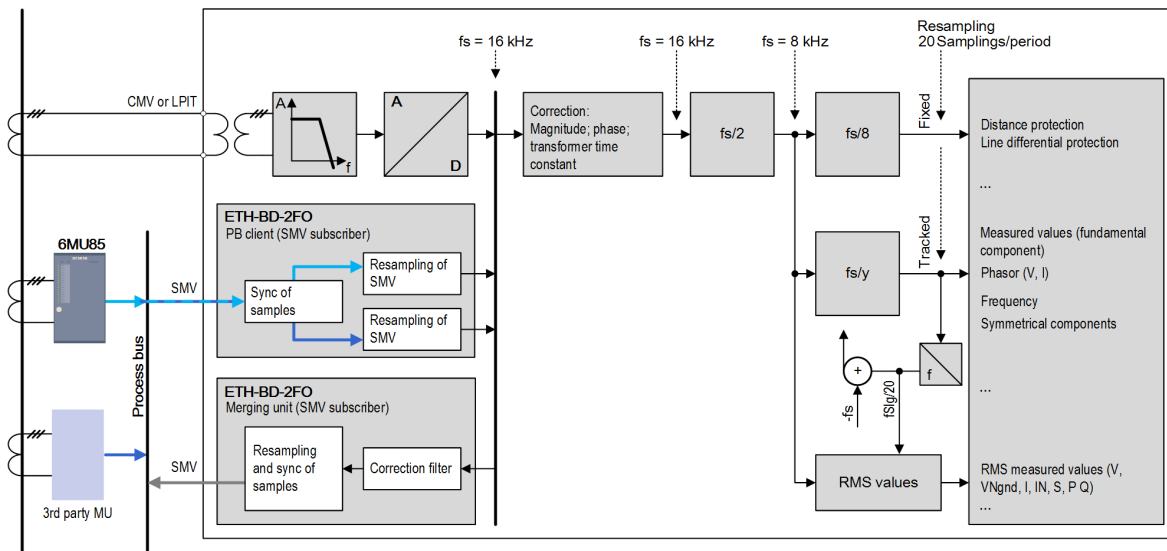 Resampling
20 Samplings/period
fs = 16 kHz
fs = 16 kHz
fs = 8 kHz
CMV or LPIT
A
f
A
D
Correction:
Magnitude; phase;
transformer time
constant
fs/2
fs/8
Fixed
Distance protection
Line differential protection
...
ETH-BD-2FO
PB client (SMV subscriber)
6MU85
SMV
Sync of
samples
Resampling of
SMV
Resampling of
SMV
fs/y
Tracked
Measured values (fundamental
component)
Phasor (V, I)
Frequency
Symmetrical components
...
Process bus
f
+
-fs
fSlg/20
ETH-BD-2FO
Merging unit (SMV subscriber)
Resampling
and sync of
samples
Correction filter
SMV
3rd party MU
RMS values
RMS measured values (V,
VNgnd, I, IN, S, P Q)
...